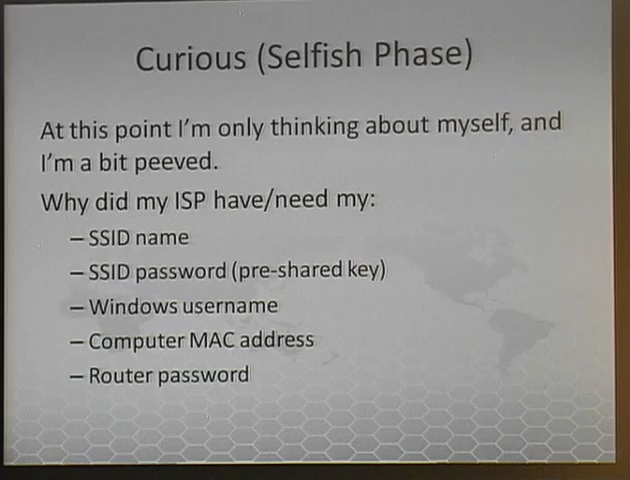 Curious (Selfish Phase)
At this point I'm only thinking about myself, and
I'm a bit peeved.
Why did my ISP have/need my:
– SSID name
– SSID password (pre-shared key)
– Windows username
– Computer MAC address
– Router password